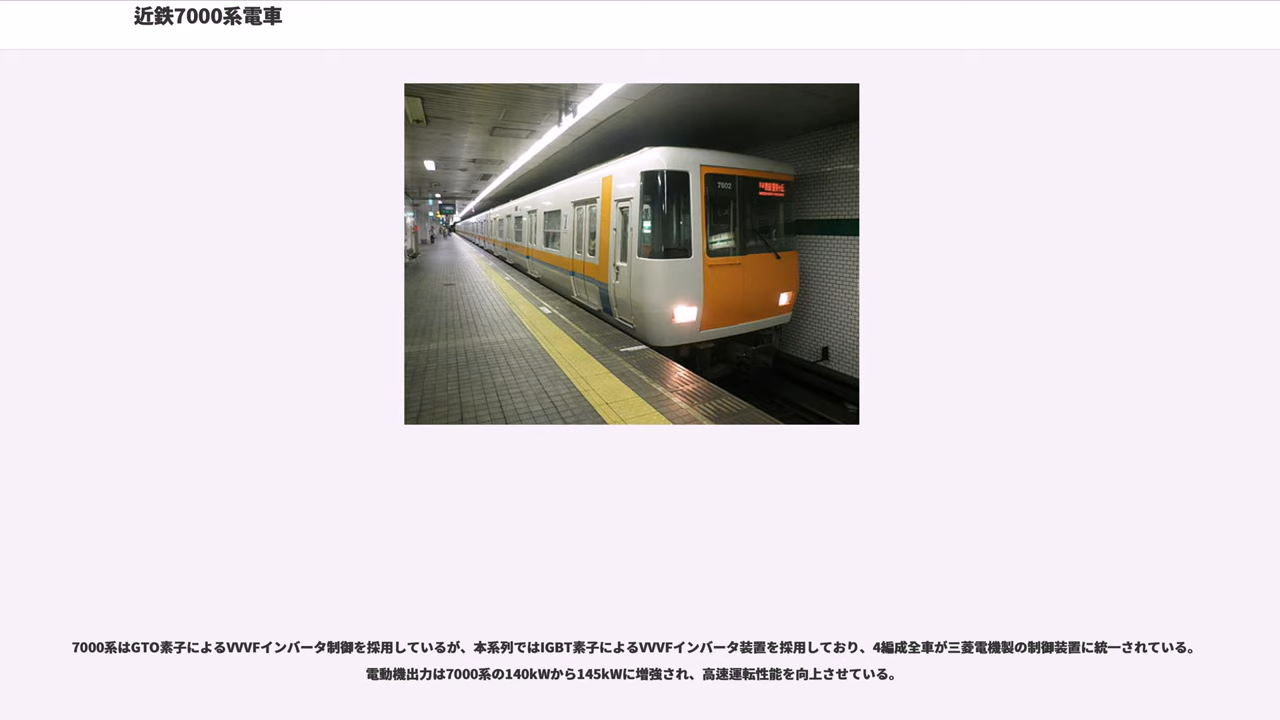 近鉄7000系電車
7602
7000系はGTO素子によるVVVFインバータ制御を採用しているが、本系列ではIGBT素子によるVVVFインバータ装置を採用しており、4編成全車が三菱電機製の制御装置に統一されている。
電動機出力は7000系の140kWから145kWに増強され、高速運転性能を向上させている。